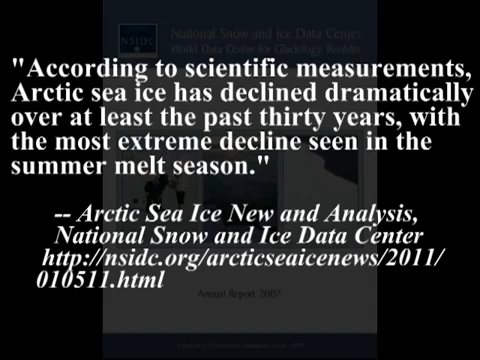 NSIDC
National Snow and Ice Data Center
World Data Center for Glaciology, Boulder
"According to scientific measurements,
Arctic sea ice has declined dramatically
over at least the past thirty years, with
the most extreme decline seen in the
summer melt season."
-- Arctic Sea Ice New and Analysis,
National Snow and Ice Data Center
http://nsidc.org/arcticseaicenews/2011/
010511.html
Annual Report 2007